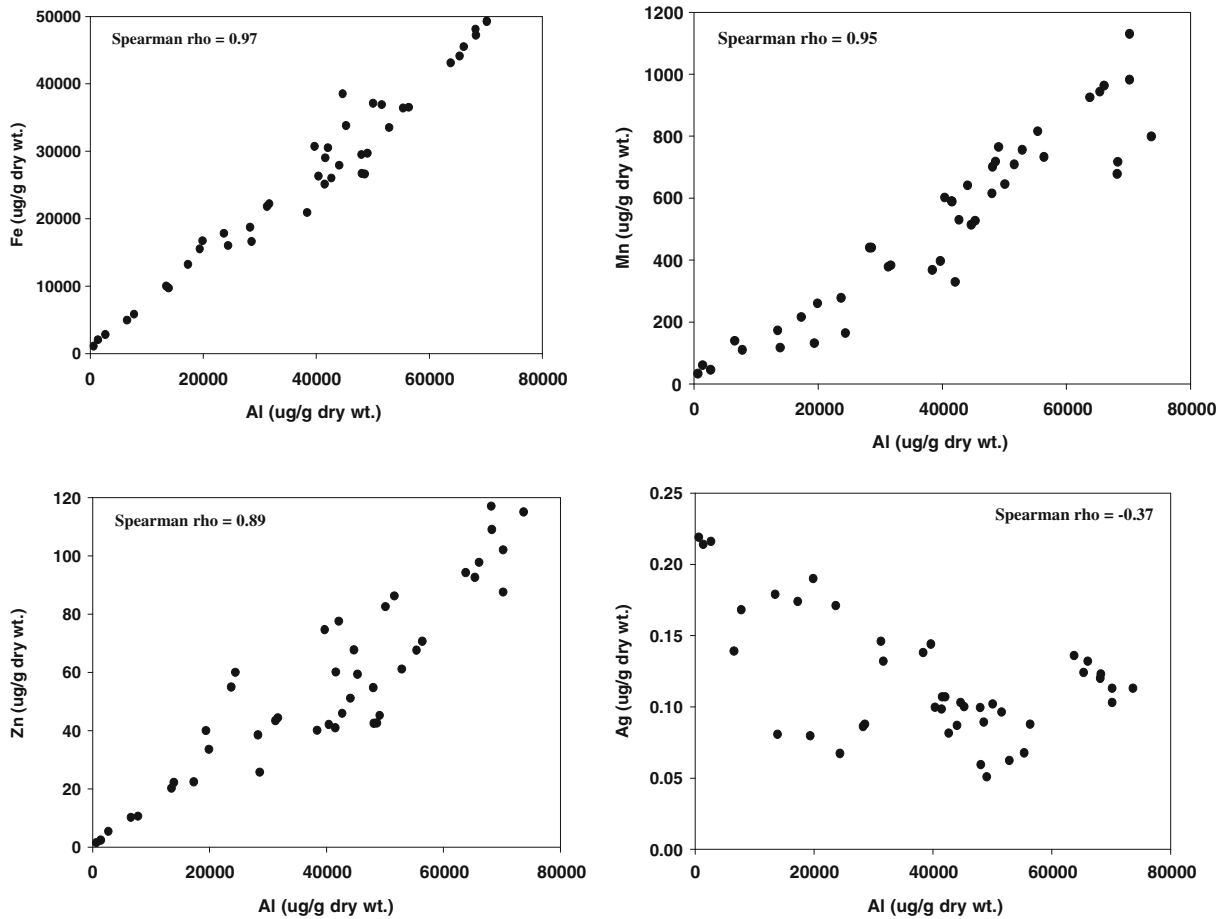 Spearman rho = 0.97
50000
40000
30000
20000
10000
0
Fe (ug/g dry wt.)
0 20000 40000 60000 80000
Al (ug/g dry wt.)
Spearman rho = 0.95
1200
1000
800
600
400
200
0
Mn (ug/g dry wt.)
0 20000 40000 60000 80000
Al (ug/g dry wt.)
Spearman rho = 0.89
120
100
80
60
40
20
0
Zn (ug/g dry wt.)
0 20000 40000 60000 80000
Al (ug/g dry wt.)
Spearman rho = -0.37
0.25
0.20
0.15
0.10
0.05
0.00
Ag (ug/g dry wt.)
0 20000 40000 60000 80000
Al (ug/g dry wt.)